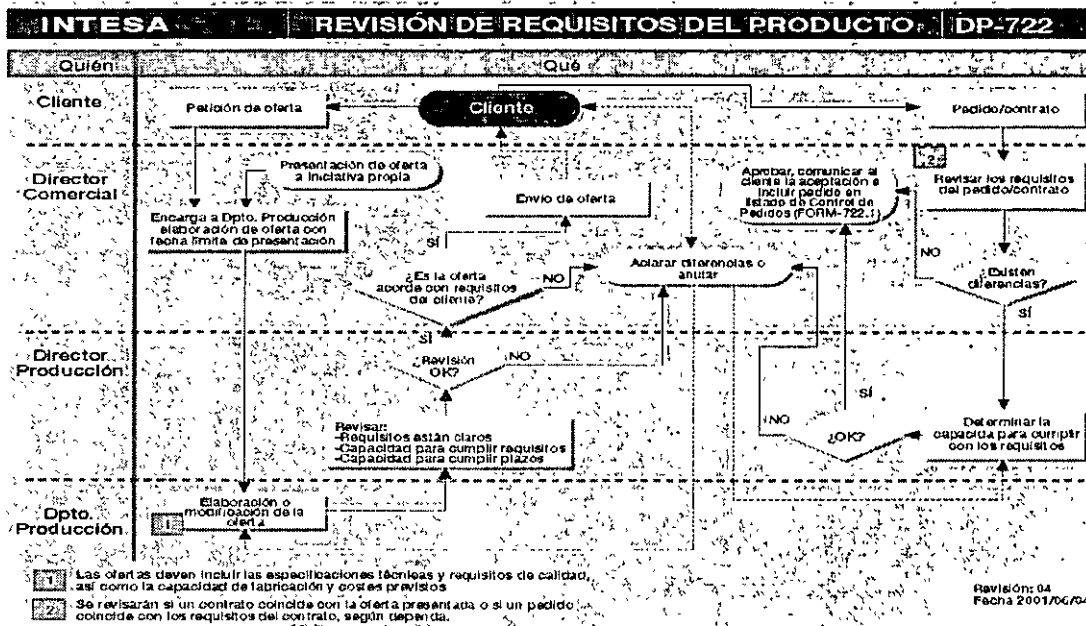 INTESA
REVISIÓN DE REQUISITOS DEL PRODUCTO
DP-722
Quién
Qué
Cliente
Petición de oferta
Cliente
Pedido/contrato
Director
Comercial
Presentación de oferta
a iniciativa propia
Encarga a Dpto. Producción
elaboración de oferta con
fecha límite de presentación
Envío de oferta
SÍ
¿Es la oferta
acorde con requisitos
del cliente?
NO
Aclarar diferencias o
anular
Aprobar, comunicar al
cliente la aceptación e
incluir pedido en
Listado de Control de
Pedidos (FORM-722.1)
2
Revisar los requisitos
del pedido/contrato
NO
¿Existen
diferencias?
SÍ
Director
Producción
SÍ
¿Revisión
OK?
NO
Revisar:
-Requisitos están claros
-Capacidad para cumplir requisitos
-Capacidad para cumplir plazos
SÍ
NO
¿OK?
Determinar la
capacida para cumplir
con los requisitos
Dpto.
Producción
1
Elaboración o
modificación de la
oferta
1 Las ofertas deben incluir las especificaciones técnicas y requisitos de calidad,
así como la capacidad de fabricación y costes previstos
2 Se revisarán si un contrato coincide con la oferta presentada o si un pedido
coincide con los requisitos del contrato, según dependa.
Revisión: 04
Fecha 2001/06/04